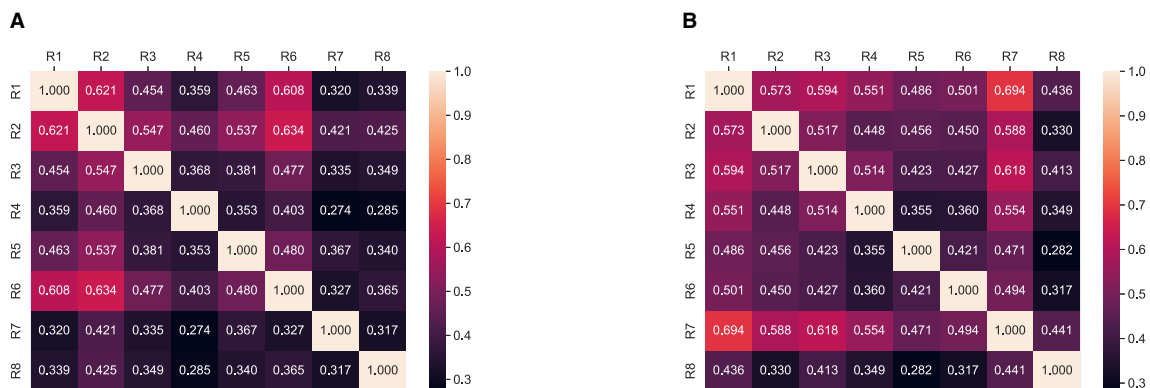 A
R1 R2 R3 R4 R5 R6 R7 R8
R1 1.000 0.621 0.454 0.359 0.463 0.608 0.320 0.339
R2 0.621 1.000 0.547 0.460 0.537 0.634 0.421 0.425
R3 0.454 0.547 1.000 0.368 0.381 0.477 0.335 0.349
R4 0.359 0.460 0.368 1.000 0.353 0.403 0.274 0.285
R5 0.463 0.537 0.381 0.353 1.000 0.480 0.367 0.340
R6 0.608 0.634 0.477 0.403 0.480 1.000 0.327 0.365
R7 0.320 0.421 0.335 0.274 0.367 0.327 1.000 0.317
R8 0.339 0.425 0.349 0.285 0.340 0.365 0.317 1.000
1.0
0.9
0.8
0.7
0.6
0.5
0.4
0.3
B
R1 R2 R3 R4 R5 R6 R7 R8
R1 1.000 0.573 0.594 0.551 0.486 0.501 0.694 0.436
R2 0.573 1.000 0.517 0.448 0.456 0.450 0.588 0.330
R3 0.594 0.517 1.000 0.514 0.423 0.427 0.618 0.413
R4 0.551 0.448 0.514 1.000 0.355 0.360 0.554 0.349
R5 0.486 0.456 0.423 0.355 1.000 0.421 0.471 0.282
R6 0.501 0.450 0.427 0.360 0.421 1.000 0.494 0.317
R7 0.694 0.588 0.618 0.554 0.471 0.494 1.000 0.441
R8 0.436 0.330 0.413 0.349 0.282 0.317 0.441 1.000
1.0
0.9
0.8
0.7
0.6
0.5
0.4
0.3